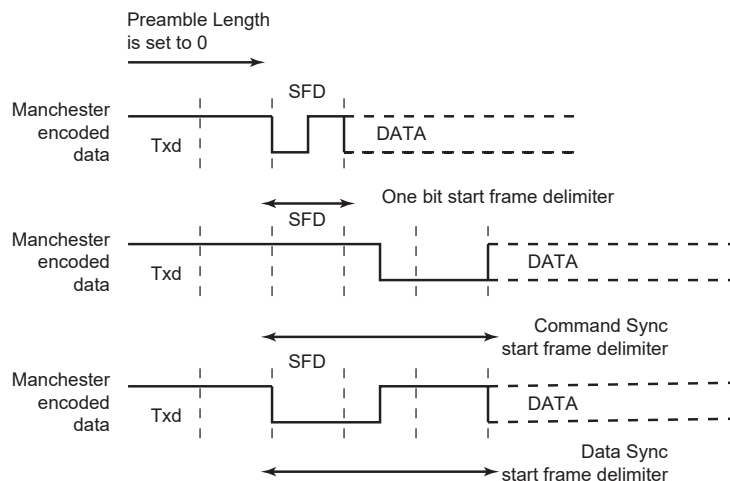 Preamble Length
is set to 0
SFD
Manchester
encoded
data
Txd
DATA
One bit start frame delimiter
SFD
Manchester
encoded
data
Txd
DATA
Command Sync
start frame delimiter
SFD
Manchester
encoded
data
Txd
DATA
Data Sync
start frame delimiter